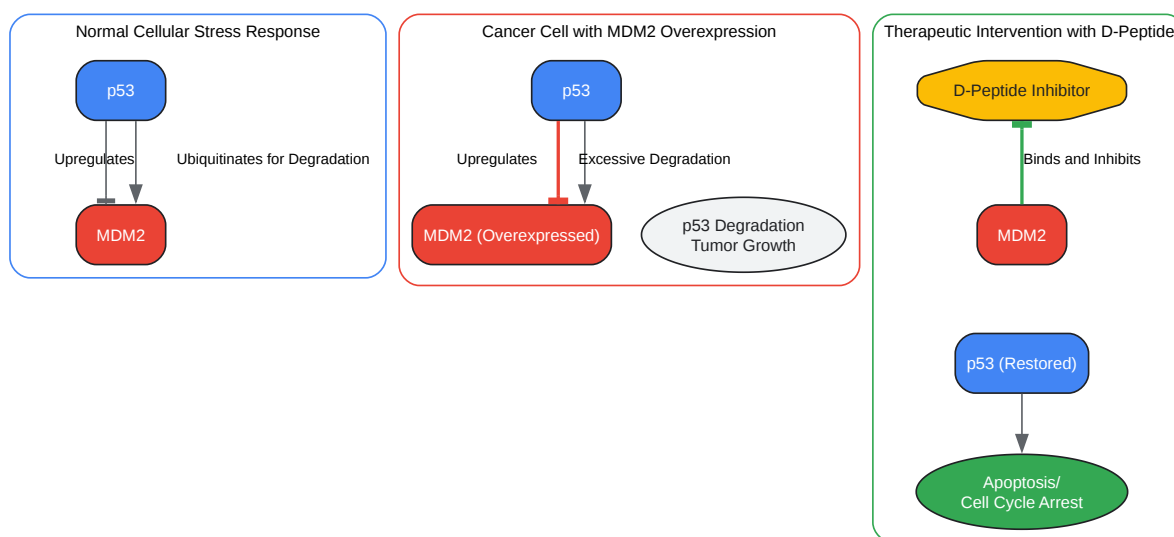 Normal Cellular Stress Response
p53
Upregulates
Ubiquitinates for Degradation
MDM2
Cancer Cell with MDM2 Overexpression
p53
Upregulates
Excessive Degradation
MDM2 (Overexpressed)
p53 Degradation
Tumor Growth
Therapeutic Intervention with D-Peptide
D-Peptide Inhibitor
Binds and Inhibits
MDM2
p53 (Restored)
Apoptosis/
Cell Cycle Arrest